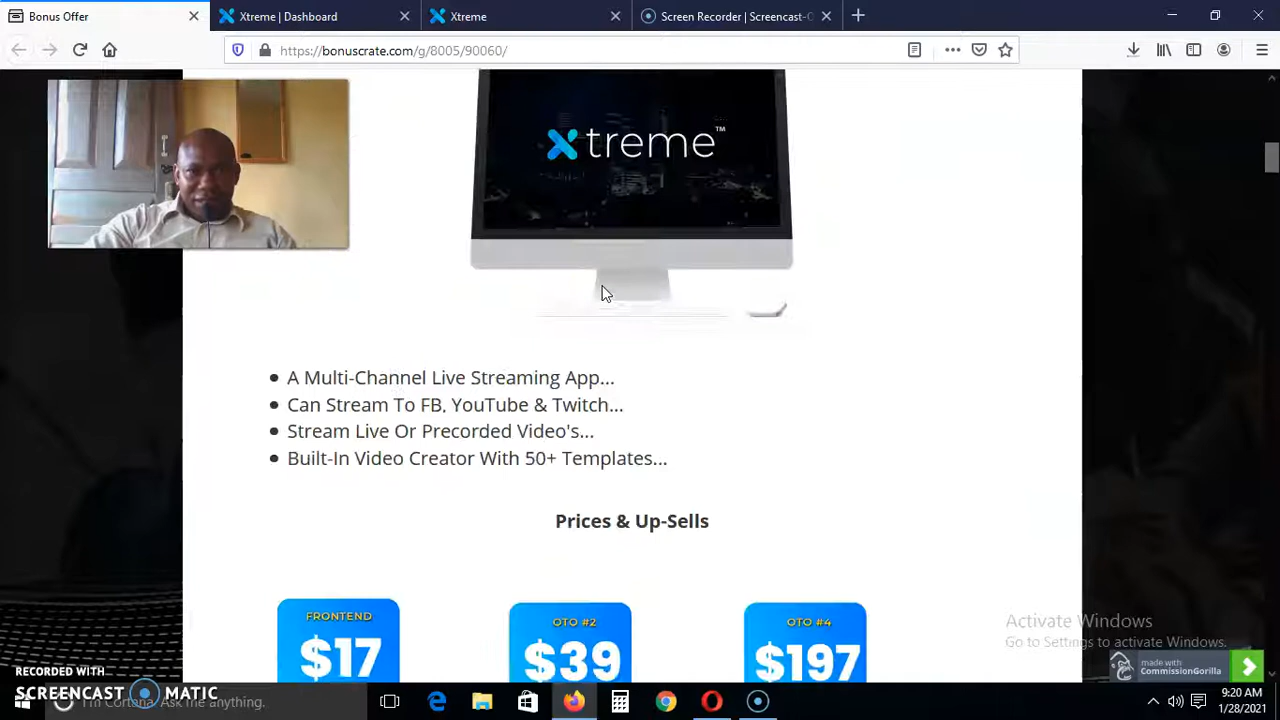 Bonus Offer
Xtreme | Dashboard
Xtreme
Screen Recorder | Screencast-O
https://bonuscrate.com/g/8005/90060/
xtreme™
A Multi-Channel Live Streaming App...
Can Stream To FB, YouTube & Twitch...
Stream Live Or Precorded Video's...
Built-In Video Creator With 50+ Templates...
Prices & Up-Sells
FRONTEND
$17
OTO #2
$39
OTO #4
$197
Activate Windows
Go to Settings to activate Windows.
made with
CommissionGorilla
RECORDED WITH
SCREENCAST MATIC
I'm Cortana. Ask me anything.
9:20 AM
1/28/2021